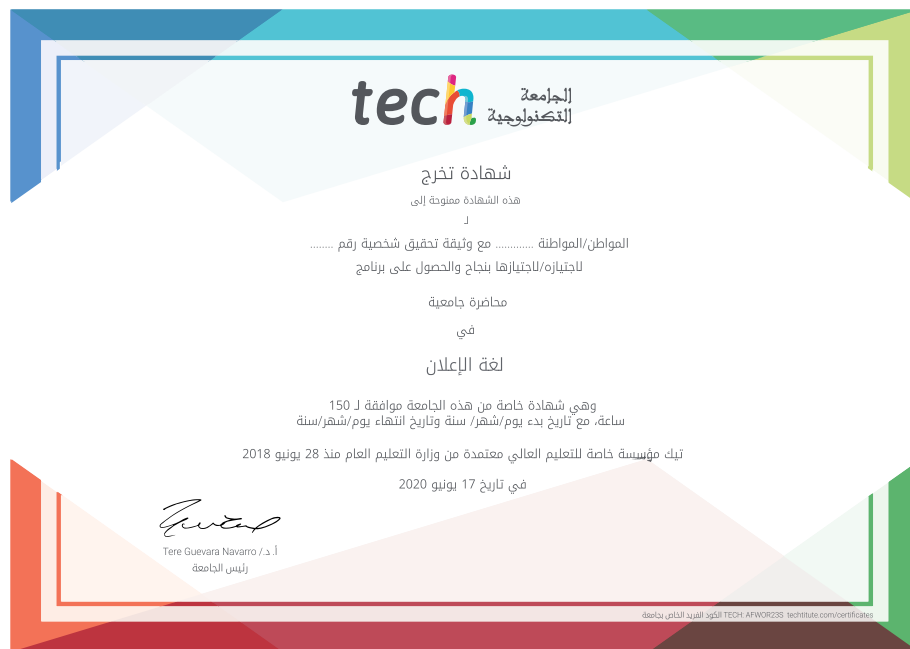 tech الجامعة
التكنولوجية
شهادة تخرج
هذه الشهادة ممنوحة إلى
لـ
المواطن/المواطنة ............. مع وثيقة تحقيق شخصية رقم ........
لاجتيازه/لاجتيازها بنجاح والحصول على برنامج
محاضرة جامعية
في
لغة الإعلان
وهي شهادة خاصة من هذه الجامعة موافقة لـ 150
ساعة، مع تاريخ بدء يوم/شهر/ سنة وتاريخ انتهاء يوم/شهر/سنة
تيك مؤسسة خاصة للتعليم العالي معتمدة من وزارة التعليم العام منذ 28 يونيو 2018
في تاريخ 17 يونيو 2020
أ. د./ Tere Guevara Navarro
رئيس الجامعة
الكود الفريد الخاص بجامعة TECH: AFWOR23S techtitute.com/certificates